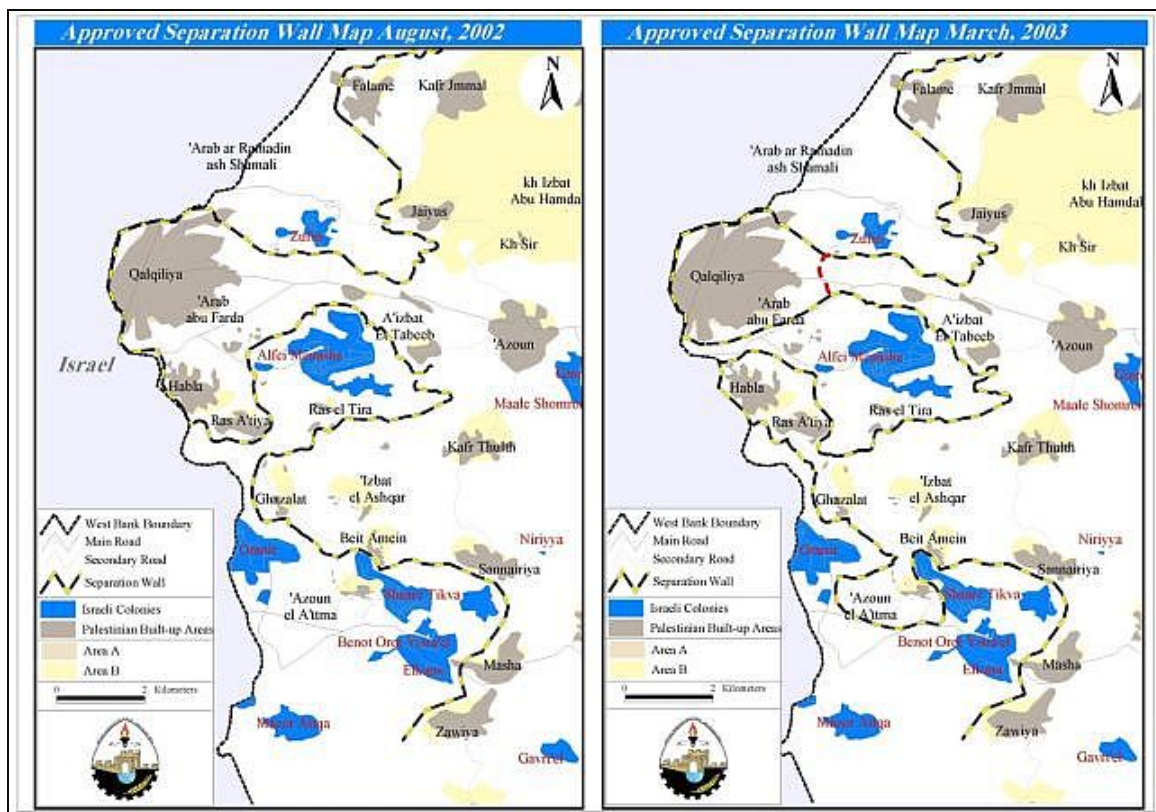 Approved Separation Wall Map August, 2002
N
Falame
Kafr Jmmal
'Arab ar Ramadin
ash Shamali
kh Izbat
Abu Hamdal
Jaiyus
Zufin
Kh Sir
Qalqiliya
'Arab
abu Farda
A'izbat
El Tabeeb
'Azoun
Israel
Alfei Menashe
Habla
Maale Shomron
Ras A'tiya
Ras el Tira
Kafr Thulth
'Izbat
el Ashqar
Ghazalat
West Bank Boundary
Main Road
Secondary Road
Separation Wall
Israeli Colonies
Palestinian Built-up Areas
Area A
Area B
0 2 Kilometers
Beit Amein
Niriyya
Oranit
Sannairiya
Shaare Tikva
'Azoun
el A'tma
Elkana
Masha
Zawiya
Gavri'el
Approved Separation Wall Map March, 2003
N
Falame
Kafr Jmmal
'Arab ar Ramadin
ash Shamali
kh Izbat
Abu Hamdal
Jaiyus
Zufin
Kh Sir
Qalqiliya
'Arab
abu Farda
A'izbat
El Tabeeb
'Azoun
Alfei Menashe
Habla
Maale Shomron
Ras A'tiya
Ras el Tira
Kafr Thulth
'Izbat
el Ashqar
Ghazalat
West Bank Boundary
Main Road
Secondary Road
Separation Wall
Israeli Colonies
Palestinian Built-up Areas
Area A
Area B
0 2 Kilometers
Beit Amein
Niriyya
Oranit
Sannairiya
Shaare Tikva
'Azoun
el A'tma
Elkana
Masha
Zawiya
Gavri'el